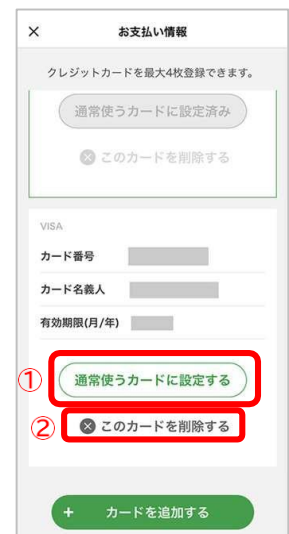 × お支払い情報
クレジットカードを最大4枚登録できます。
通常使うカードに設定済み
このカードを削除する
VISA
カード番号
カード名義人
有効期限(月/年)
① 通常使うカードに設定する
② このカードを削除する
+ カードを追加する